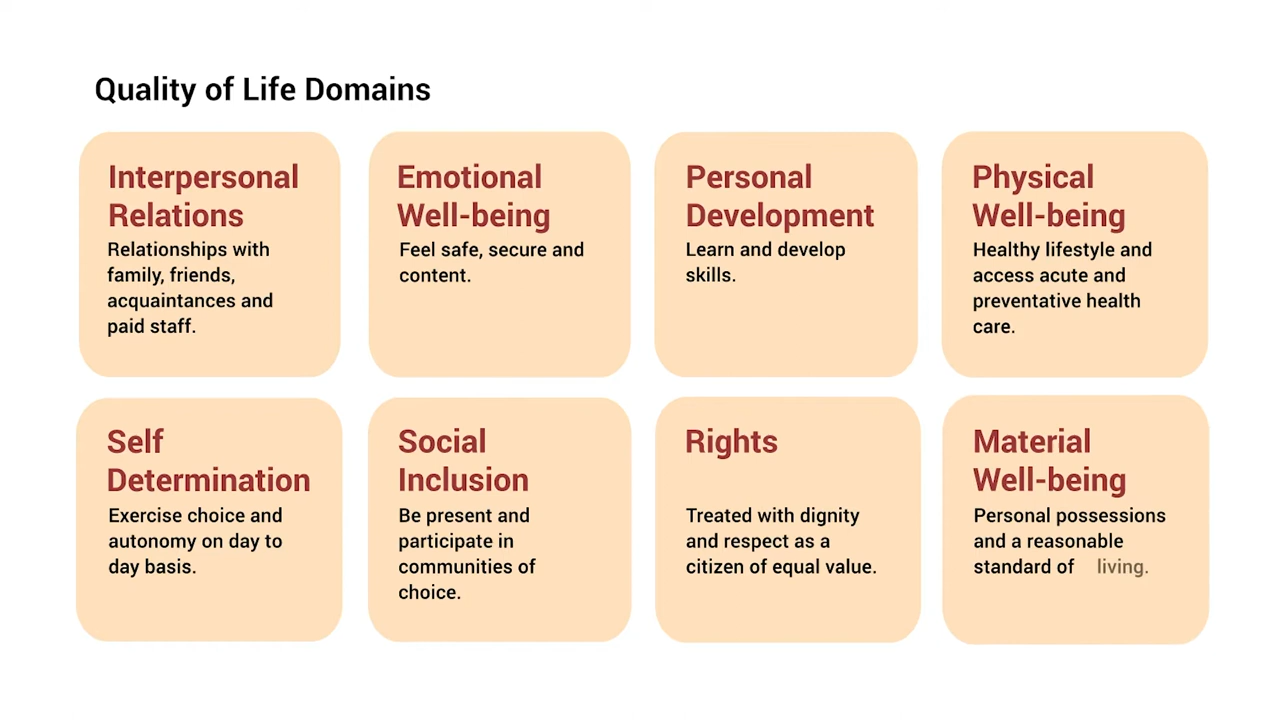 Quality of Life Domains
Interpersonal
Relations
Relationships with
family, friends,
acquaintances and
paid staff.
Emotional
Well-being
Feel safe, secure and
content.
Personal
Development
Learn and develop
skills.
Physical
Well-being
Healthy lifestyle and
access acute and
preventative health
care.
Self
Determination
Exercise choice and
autonomy on day to
day basis.
Social
Inclusion
Be present and
participate in
communities of
choice.
Rights
Treated with dignity
and respect as a
citizen of equal value.
Material
Well-being
Personal possessions
and a reasonable
standard of living.